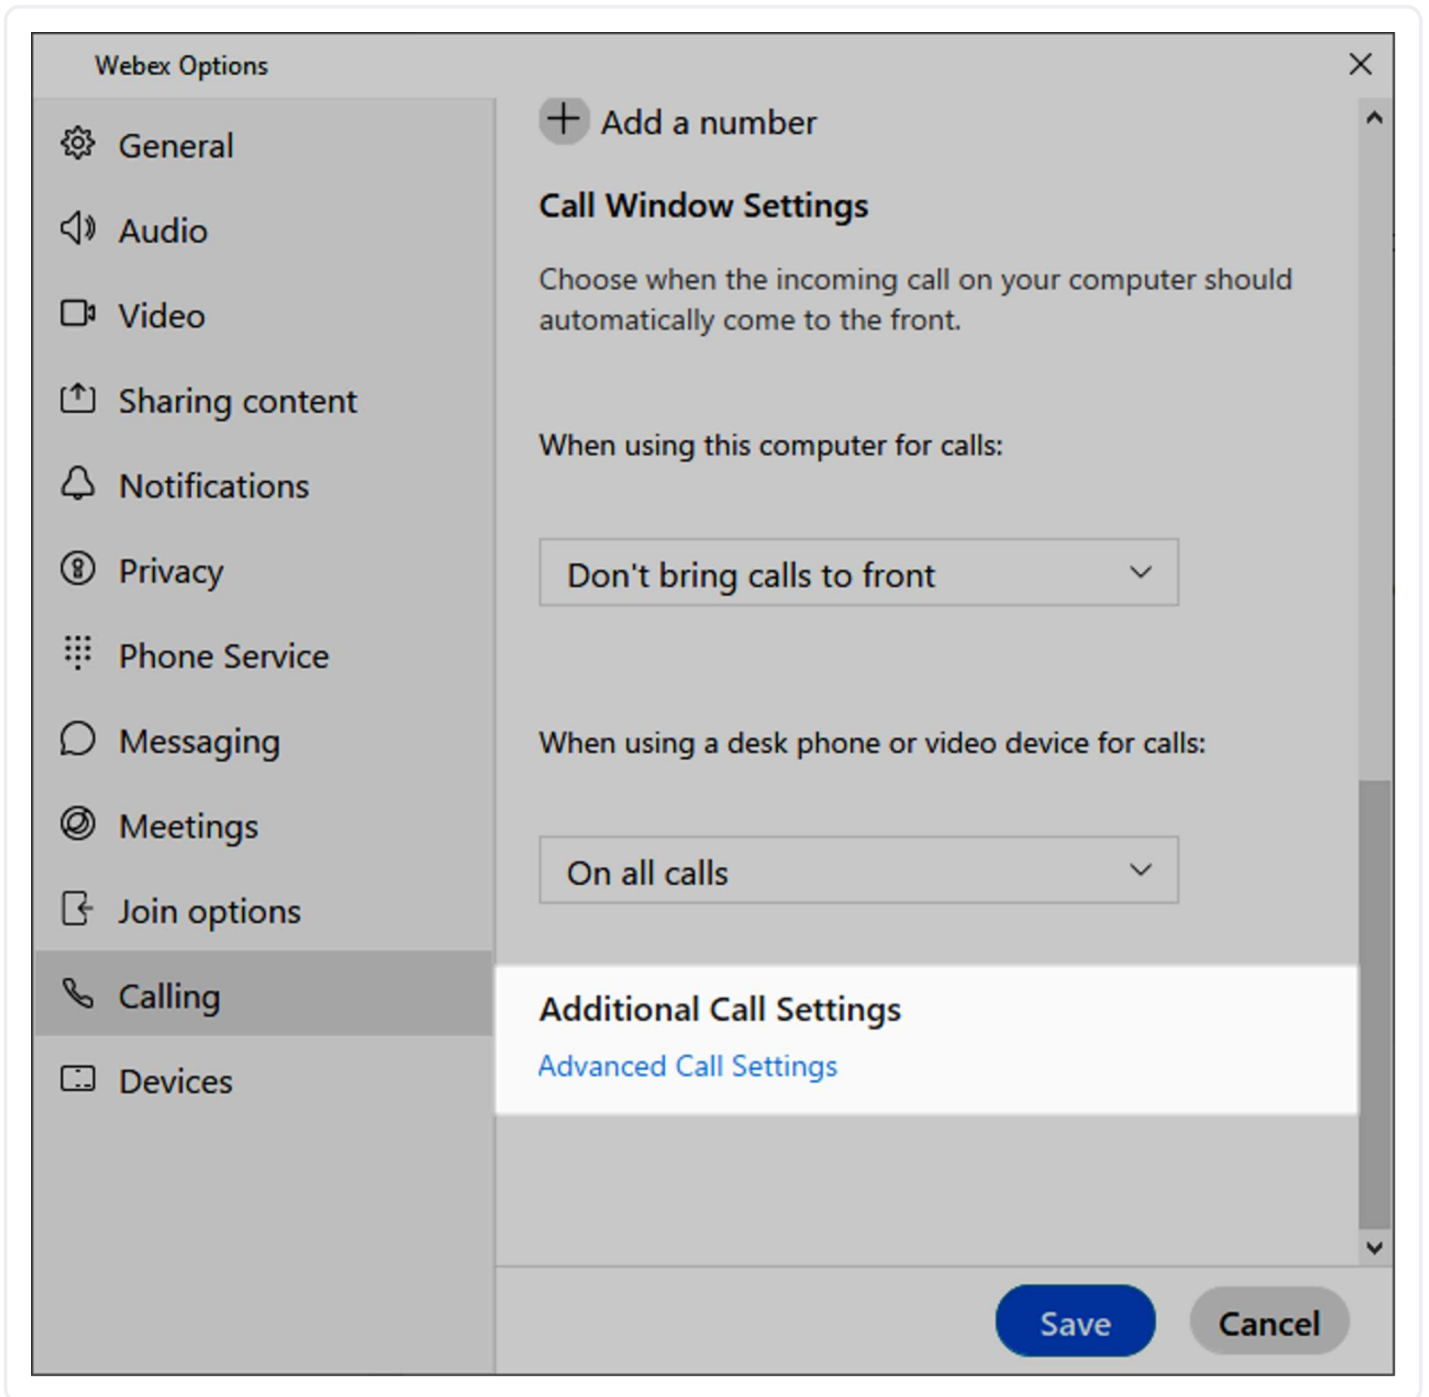 Webex Options
General
Audio
Video
Sharing content
Notifications
Privacy
Phone Service
Messaging
Meetings
Join options
Calling
Devices
Add a number
Call Window Settings
Choose when the incoming call on your computer should
automatically come to the front.
When using this computer for calls:
Don't bring calls to front
When using a desk phone or video device for calls:
On all calls
Additional Call Settings
Advanced Call Settings
Save
Cancel